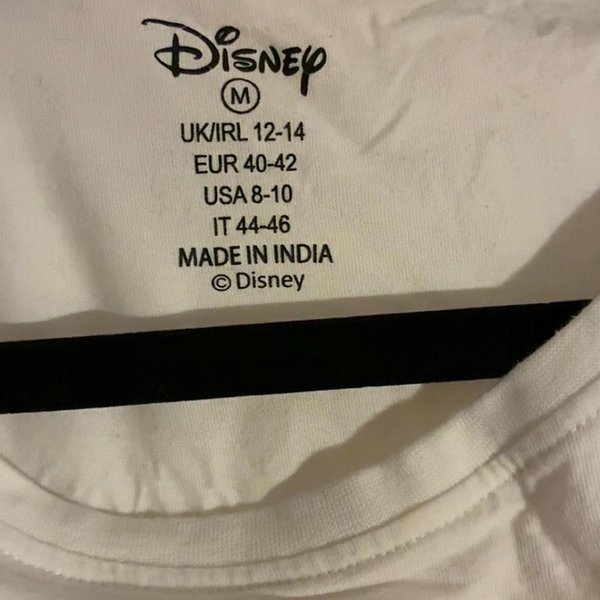 Disney
M
UK/IRL 12-14
EUR 40-42
USA 8-10
IT 44-46
MADE IN INDIA
© Disney